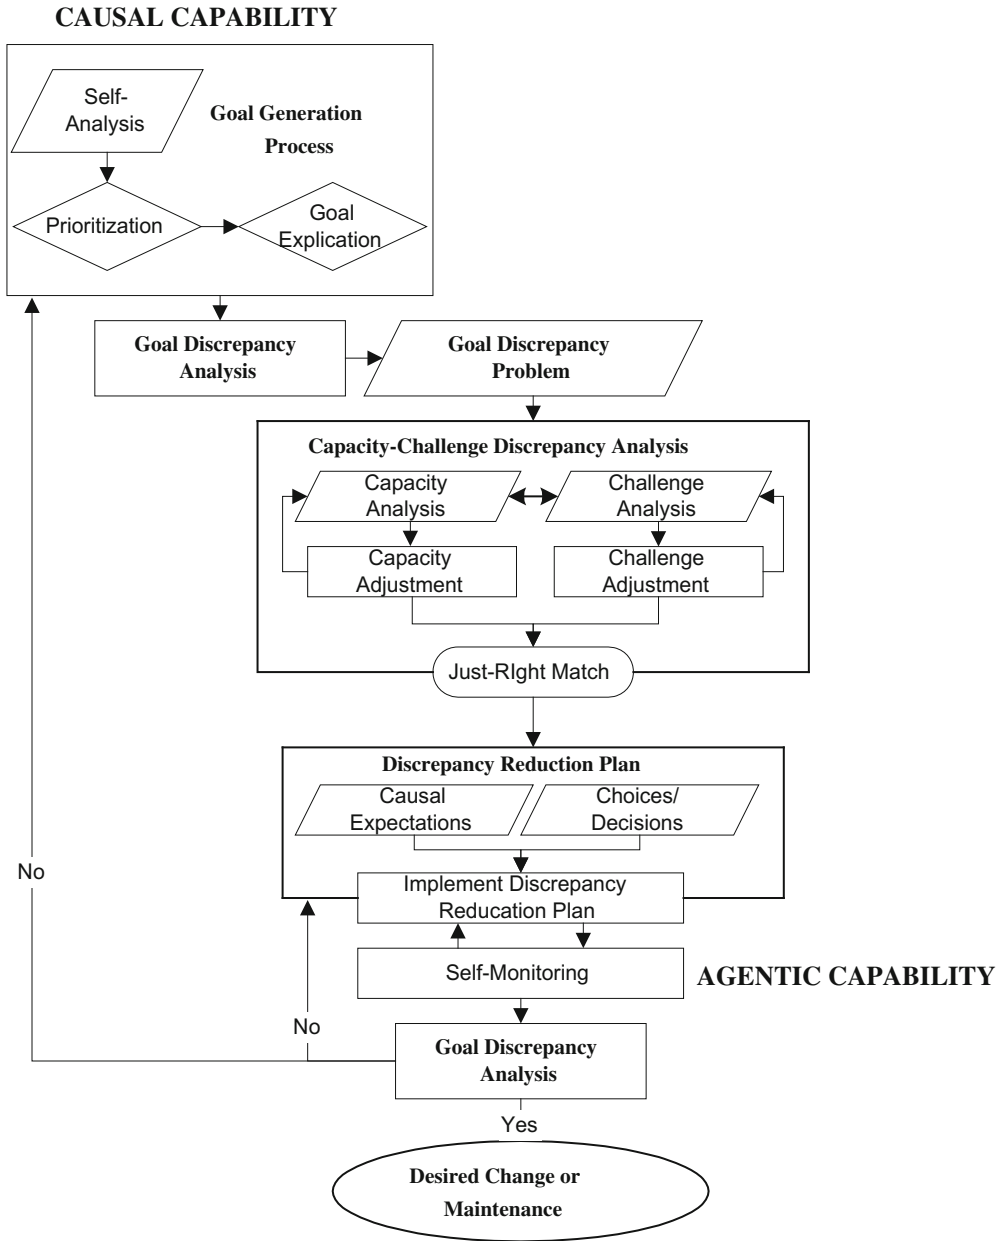 CAUSAL CAPABILITY
Self-
Analysis
Goal Generation
Process
Prioritization
Goal
Explication
Goal Discrepancy
Analysis
Goal Discrepancy
Problem
Capacity-Challenge Discrepancy Analysis
Capacity
Analysis
Challenge
Analysis
Capacity
Adjustment
Challenge
Adjustment
Just-RIght Match
Discrepancy Reduction Plan
Causal
Expectations
Choices/
Decisions
No
Implement Discrepancy
Reducation Plan
Self-Monitoring
AGENTIC CAPABILITY
No
Goal Discrepancy
Analysis
Yes
Desired Change or
Maintenance